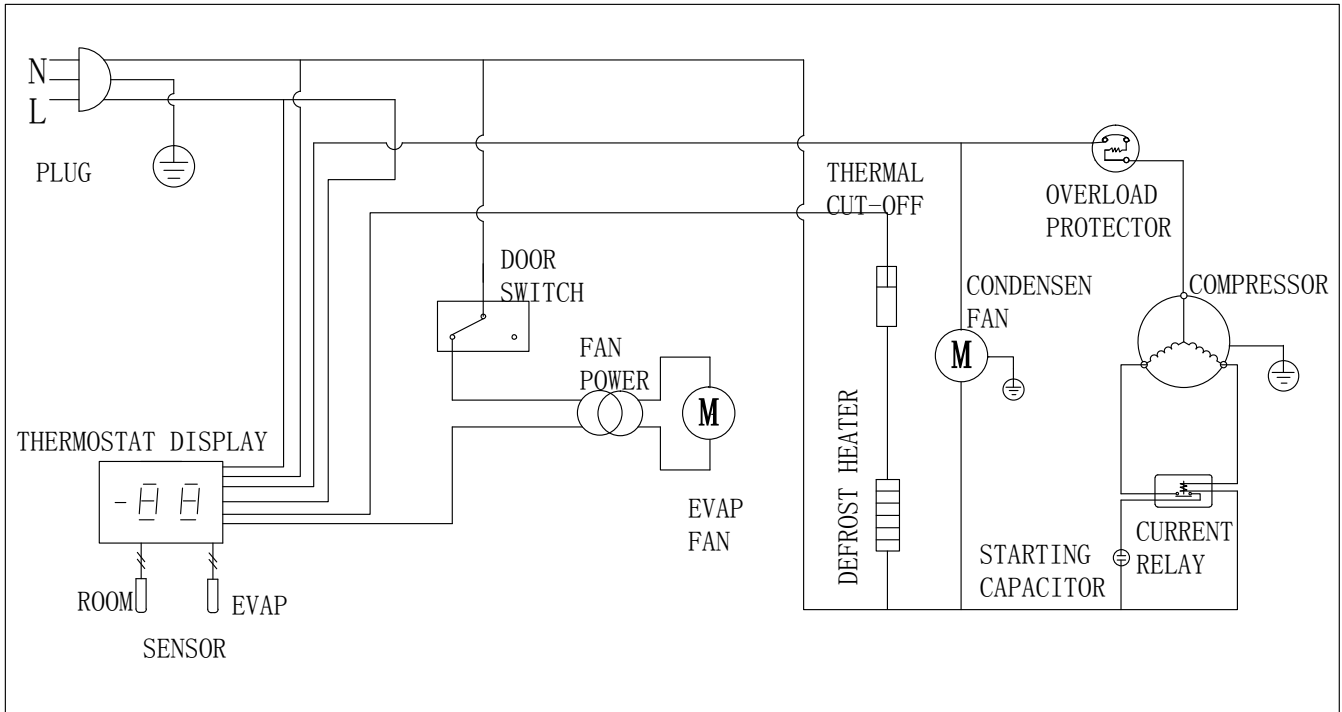 N
L
PLUG
THERMAL
CUT-OFF
OVERLOAD
PROTECTOR
DOOR
SWITCH
CONDENSEN
FAN
M
COMPRESSOR
FAN
POWER
M
EVAP
FAN
THERMOSTAT DISPLAY
-88
ROOM
EVAP
SENSOR
DEFROST HEATER
STARTING
CAPACITOR
CURRENT
RELAY